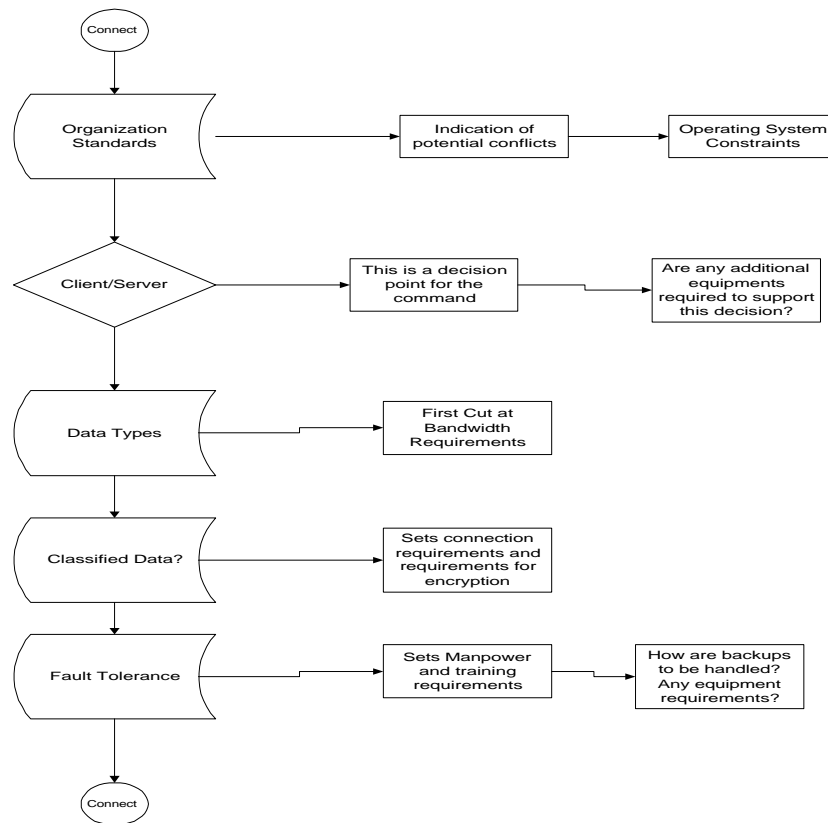 Connect
Organization
Standards
Indication of
potential conflicts
Operating System
Constraints
Client/Server
This is a decision
point for the
command
Are any additional
equipments
required to support
this decision?
Data Types
First Cut at
Bandwidth
Requirements
Classified Data?
Sets connection
requirements and
requirements for
encryption
Fault Tolerance
Sets Manpower
and training
requirements
How are backups
to be handled?
Any equipment
requirements?
Connect